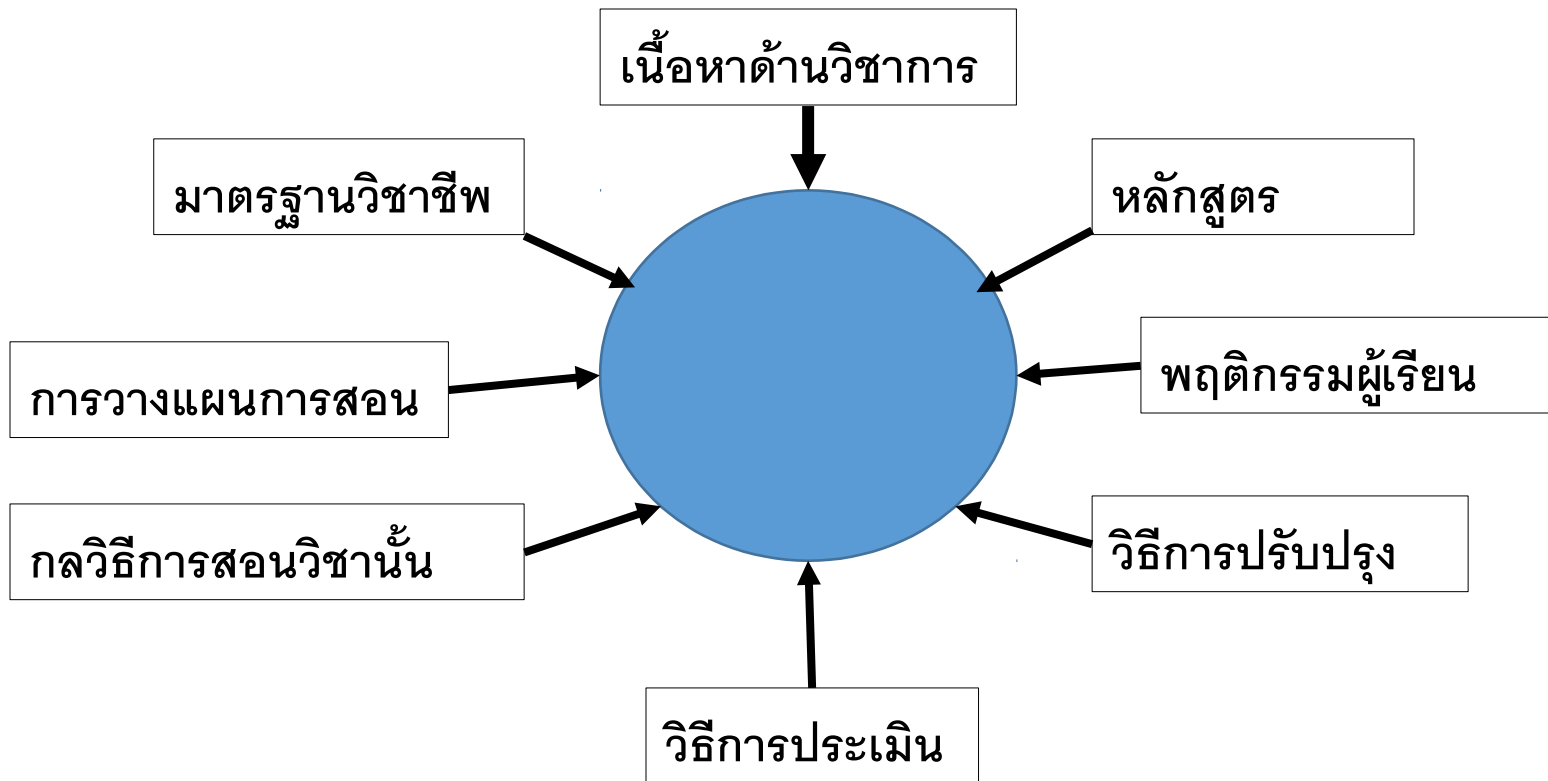 เนื้อหาด้านวิชาการ
มาตรฐานวิชาชีพ
หลักสูตร
การวางแผนการสอน
พฤติกรรมผู้เรียน
กลวิธีการสอนวิชานั้น
วิธีการปรับปรุง
วิธีการประเมิน